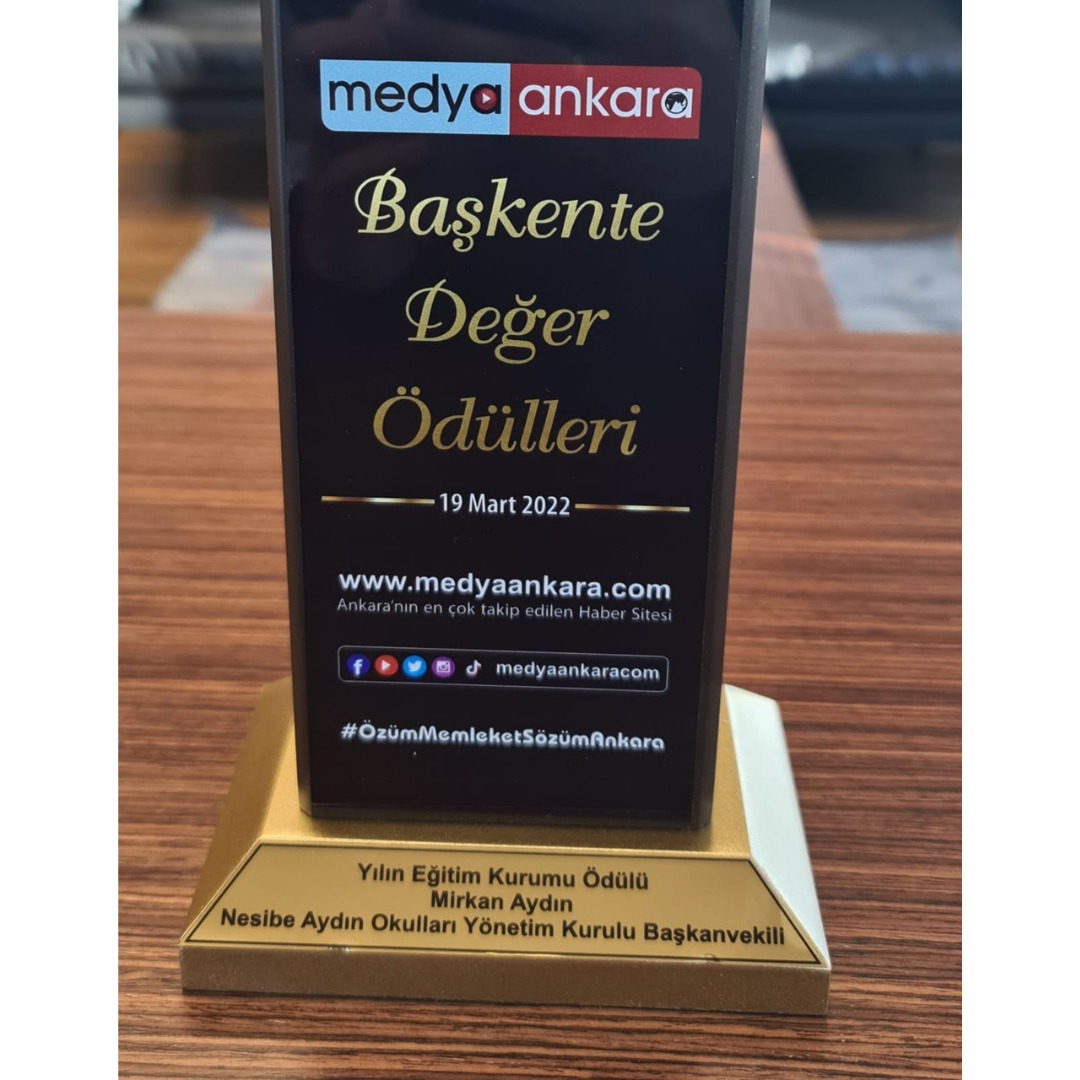 medya ankara
Başkente
Değer
Ödülleri
19 Mart 2022
www.medyaankara.com
Ankara'nın en çok takip edilen Haber Sitesi
medyaankaracom
#ÖzümMemleketSözümAnkara
Yılın Eğitim Kurumu Ödülü
Mirkan Aydın
Nesibe Aydın Okulları Yönetim Kurulu Başkanvekili